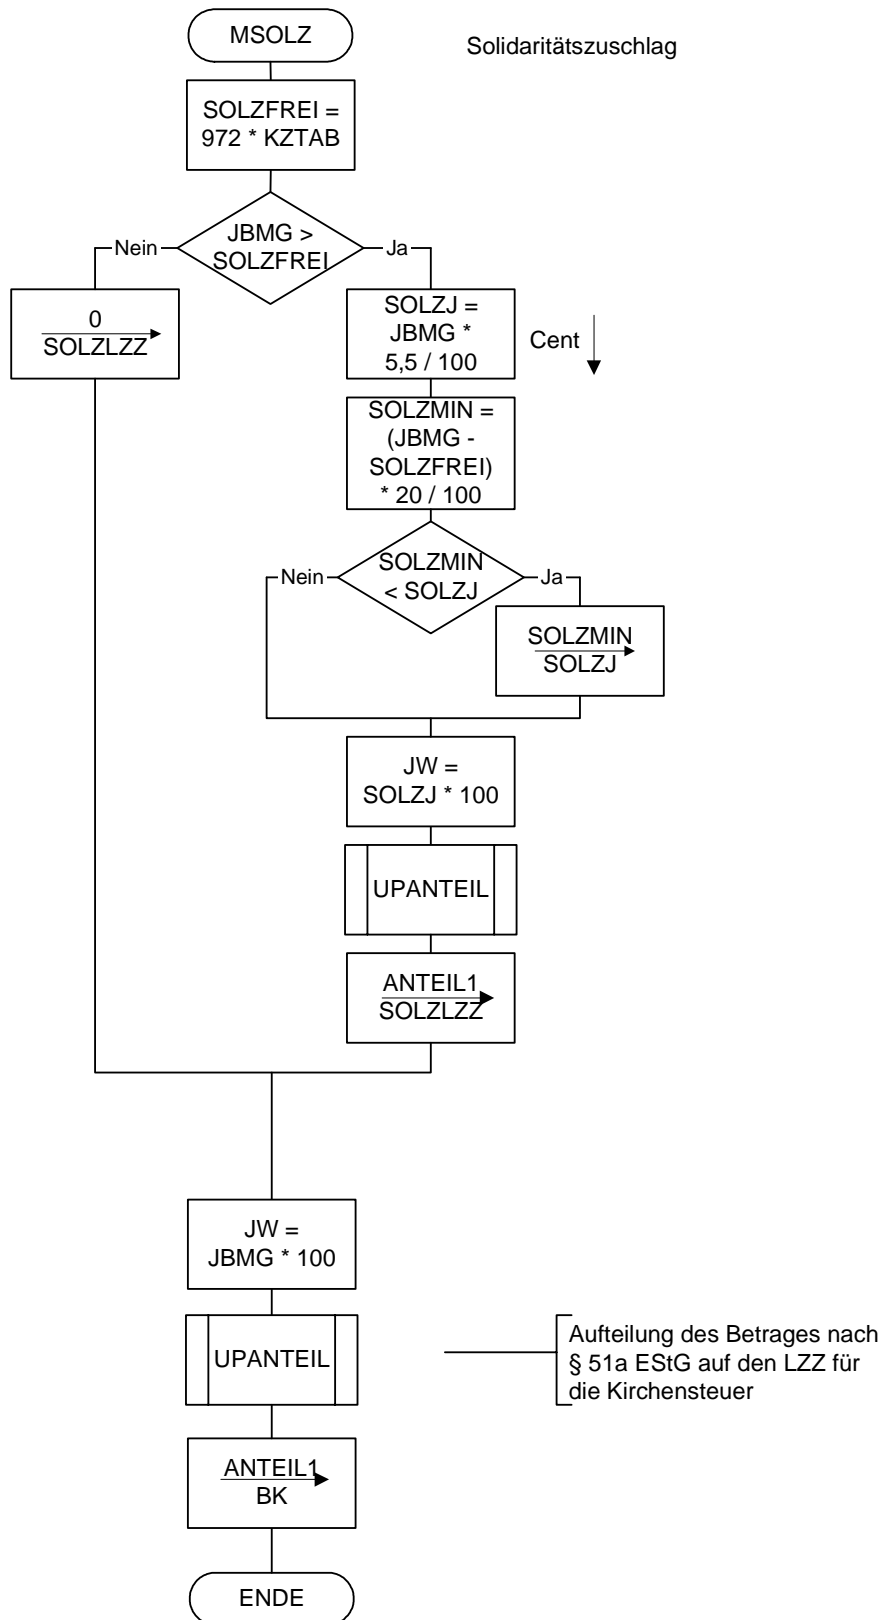 MSOLZ
Solidaritätszuschlag
SOLZFREI =
972 * KZTAB
JBMG >
SOLZFREI
Nein
Ja
0
SOLZLZZ
SOLZJ =
JBMG *
5,5 / 100
Cent
SOLZMIN =
(JBMG -
SOLZFREI)
* 20 / 100
SOLZMIN
< SOLZJ
Nein
Ja
SOLZMIN
SOLZJ
JW =
SOLZJ * 100
UPANTEIL
ANTEIL1
SOLZLZZ
JW =
JBMG * 100
UPANTEIL
Aufteilung des Betrages nach
§ 51a EStG auf den LZZ für
die Kirchensteuer
ANTEIL1
BK
ENDE